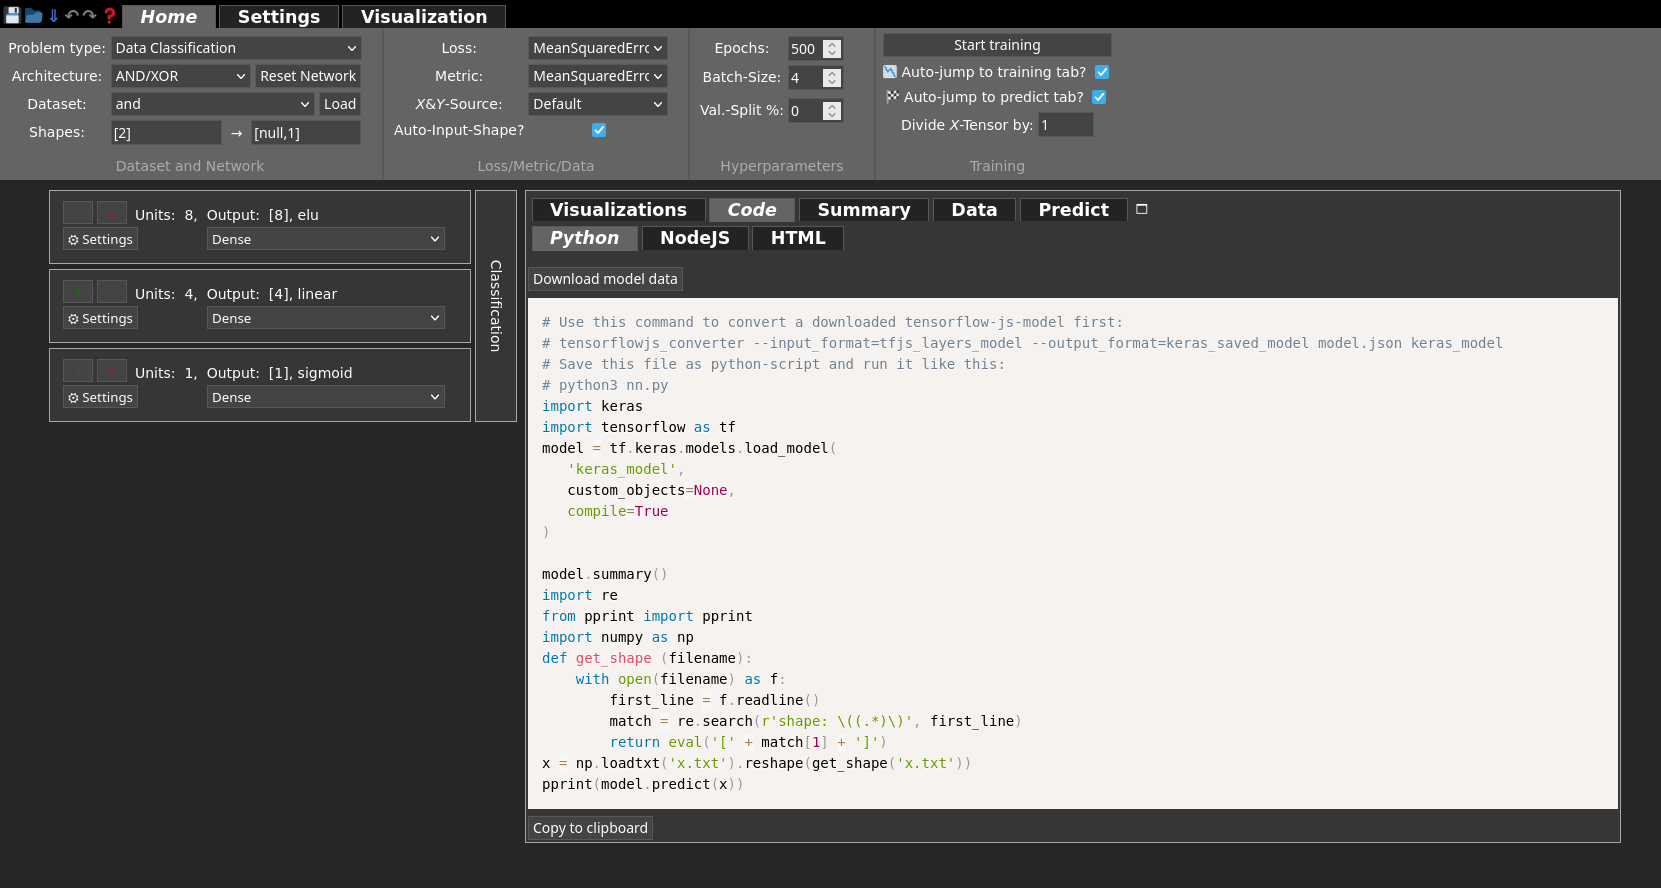 Home Settings Visualization
Problem type: Data Classification
Architecture: AND/XOR Reset Network
Dataset: and Load
Shapes: [2] → [null,1]
Dataset and Network
Loss: MeanSquaredErrc
Metric: MeanSquaredErrc
X&Y-Source: Default
Auto-Input-Shape?
Loss/Metric/Data
Epochs: 500
Batch-Size: 4
Val.-Split %: 0
Hyperparameters
Start training
Auto-jump to training tab?
Auto-jump to predict tab?
Divide X-Tensor by: 1
Training
+ - Units: 8, Output: [8], elu
Settings Dense
+ Units: 4, Output: [4], linear
Settings Dense
+ - Units: 1, Output: [1], sigmoid
Settings Dense
Classification
Visualizations Code Summary Data Predict
Python NodeJS HTML
Download model data
# Use this command to convert a downloaded tensorflow-js-model first:
# tensorflowjs_converter --input_format=tfjs_layers_model --output_format=keras_saved_model model.json keras_model
# Save this file as python-script and run it like this:
# python3 nn.py
import keras
import tensorflow as tf
model = tf.keras.models.load_model(
   'keras_model',
   custom_objects=None,
   compile=True
)

model.summary()
import re
from pprint import pprint
import numpy as np
def get_shape (filename):
    with open(filename) as f:
        first_line = f.readline()
        match = re.search(r'shape: \((.*)\)', first_line)
        return eval('[' + match[1] + ']')
x = np.loadtxt('x.txt').reshape(get_shape('x.txt'))
pprint(model.predict(x))
Copy to clipboard